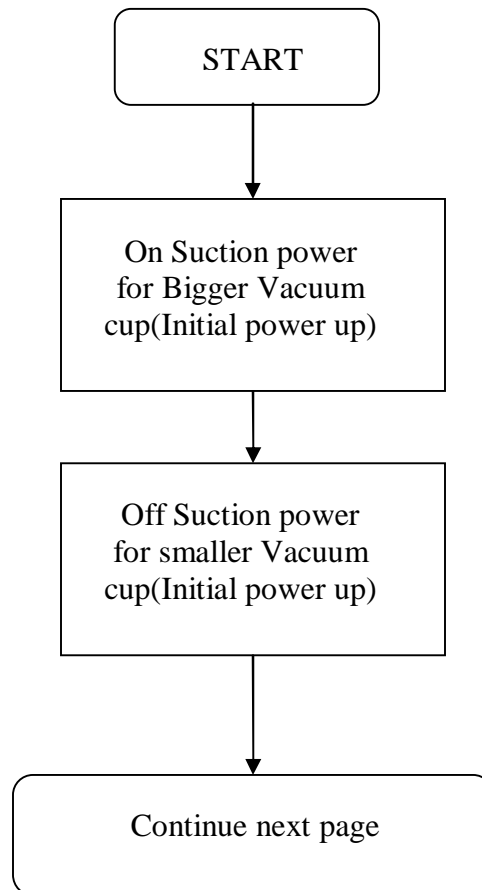 START
On Suction power
for Bigger Vacuum
cup(Initial power up)
Off Suction power
for smaller Vacuum
cup(Initial power up)
Continue next page